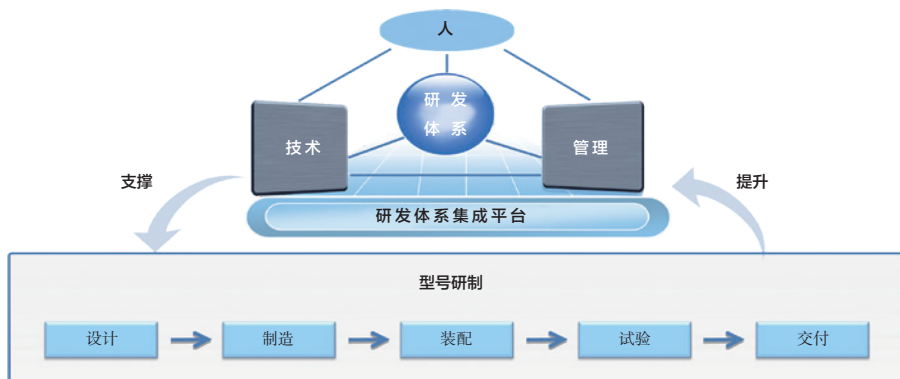 人
研 发
体 系
技术
管理
支撑
提升
研发体系集成平台
型号研制
设计
制造
装配
试验
交付